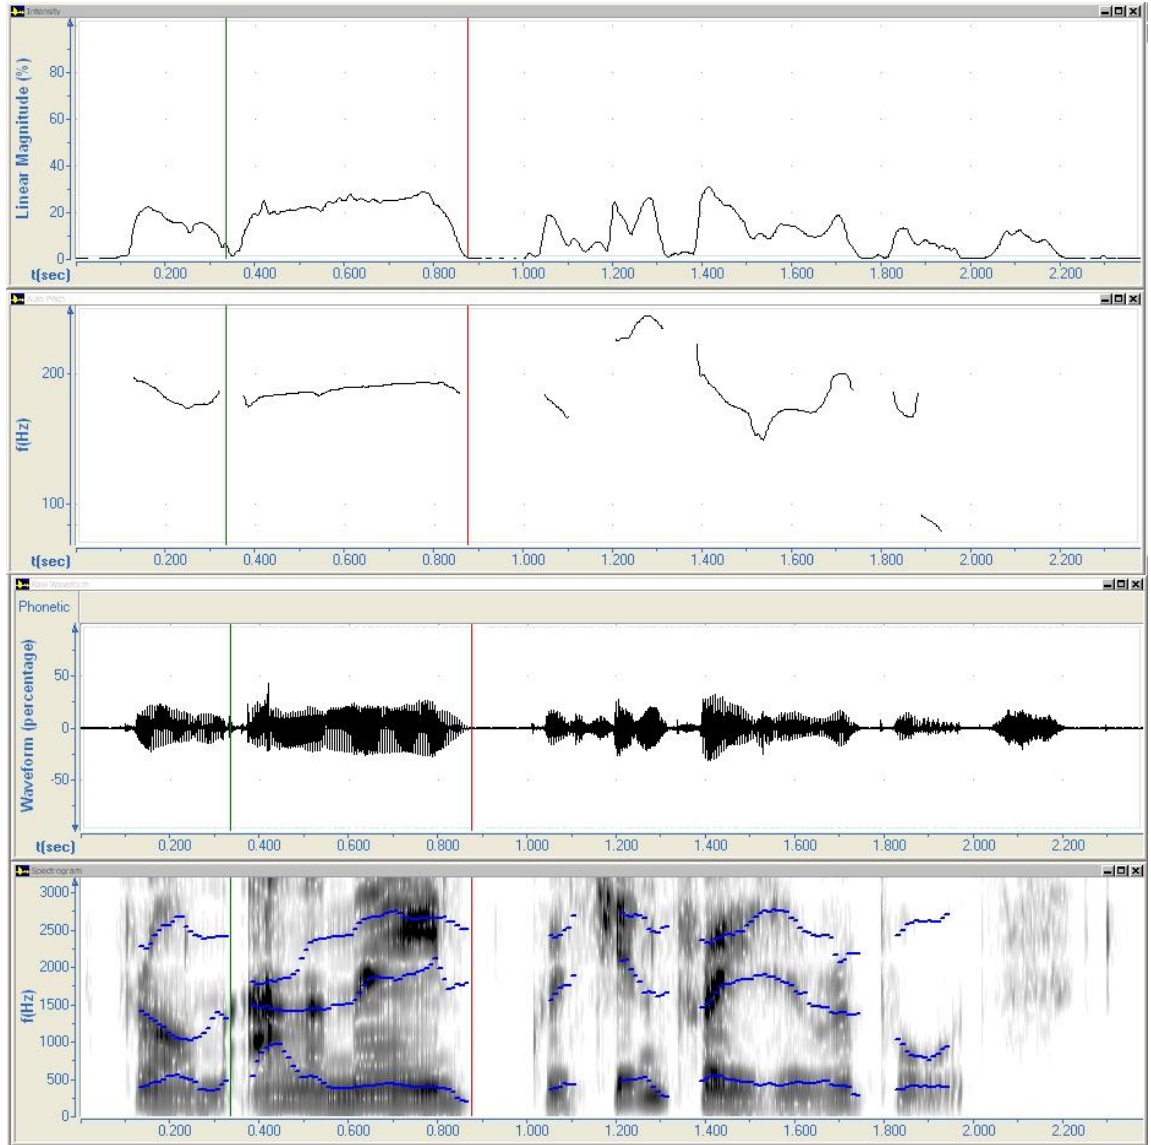 Intensity
Linear Magnitude (%)
80
60
40
20
0
t(sec) 0.200 0.400 0.600 0.800 1.000 1.200 1.400 1.600 1.800 2.000 2.200
Auto Pitch
f(Hz)
200
100
t(sec) 0.200 0.400 0.600 0.800 1.000 1.200 1.400 1.600 1.800 2.000 2.200
Raw Waveform
Phonetic
Waveform (percentage)
50
0
-50
t(sec) 0.200 0.400 0.600 0.800 1.000 1.200 1.400 1.600 1.800 2.000 2.200
Spectrogram
f(Hz)
3000
2500
2000
1500
1000
500
0
0.200 0.400 0.600 0.800 1.000 1.200 1.400 1.600 1.800 2.000 2.200